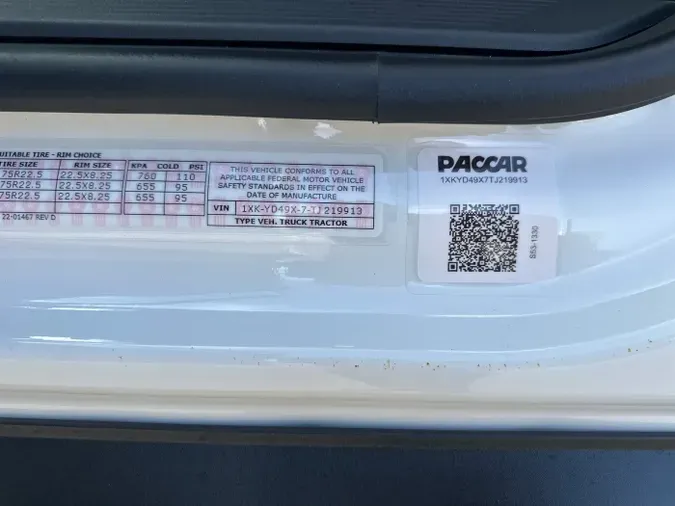 UITABLE TIRE - RIM CHOICE
TIRE SIZE RIM SIZE KPA COLD PSI
75R22.5 22.5X8.25 760 110
75R22.5 22.5X8.25 655 95
75R22.5 22.5X8.25 655 95
22-01467 REV D
THIS VEHICLE CONFORMS TO ALL
APPLICABLE FEDERAL MOTOR VEHICLE
SAFETY STANDARDS IN EFFECT ON THE
DATE OF MANUFACTURE
VIN 1XK-YD49X-7-TJ 219913
TYPE VEH. TRUCK TRACTOR
PACCAR
1XKYD49X7TJ219913
S53-1330